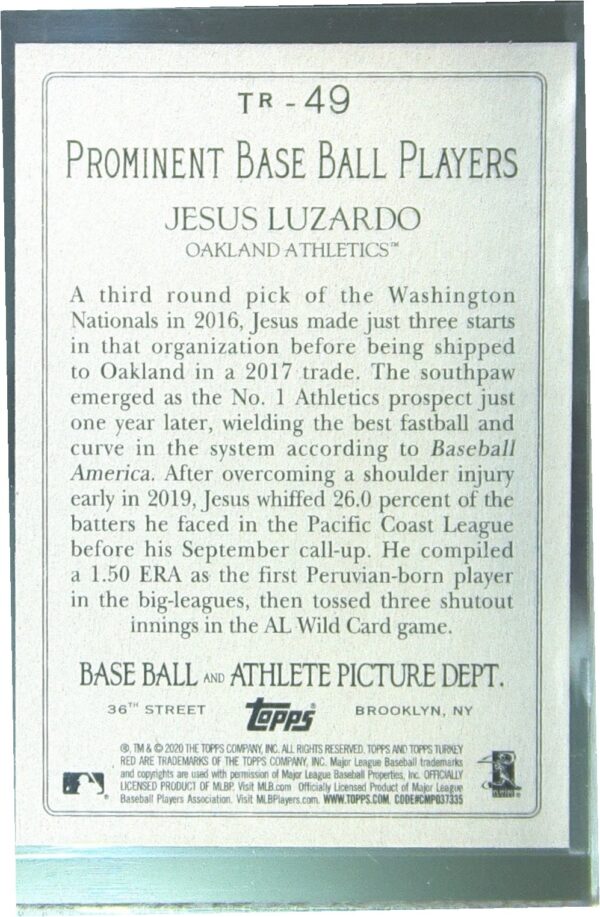 TR - 49
PROMINENT BASE BALL PLAYERS
JESUS LUZARDO
OAKLAND ATHLETICS™
A third round pick of the Washington
Nationals in 2016, Jesus made just three starts
in that organization before being shipped
to Oakland in a 2017 trade. The southpaw
emerged as the No. 1 Athletics prospect just
one year later, wielding the best fastball and
curve in the system according to Baseball
America. After overcoming a shoulder injury
early in 2019, Jesus whiffed 26.0 percent of the
batters he faced in the Pacific Coast League
before his September call-up. He compiled
a 1.50 ERA as the first Peruvian-born player
in the big-leagues, then tossed three shutout
innings in the AL Wild Card game.
BASE BALL AND ATHLETE PICTURE DEPT.
36TH STREET Topps® BROOKLYN, NY
®, TM & © 2020 THE TOPPS COMPANY, INC. ALL RIGHTS RESERVED. TOPPS AND TOPPS TURKEY
RED ARE TRADEMARKS OF THE TOPPS COMPANY, INC. Major League Baseball trademarks
and copyrights are used with permission of Major League Baseball Properties, Inc. OFFICIALLY
LICENSED PRODUCT OF MLBP. Visit MLB.com Officially Licensed Product of Major League
Baseball Players Association. Visit MLBPlayers.com. WWW.TOPPS.COM. CODE#CMP037335